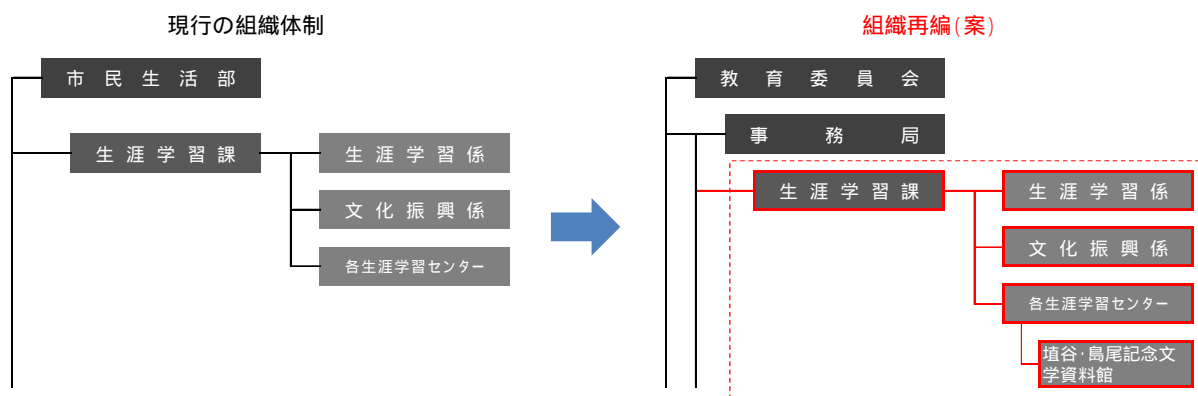 現行の組織体制
組織再編(案)
市民生活部
生涯学習課
生涯学習係
文化振興係
各生涯学習センター
教育委員会
事務局
生涯学習課
生涯学習係
文化振興係
各生涯学習センター
埴谷・島尾記念文
学資料館